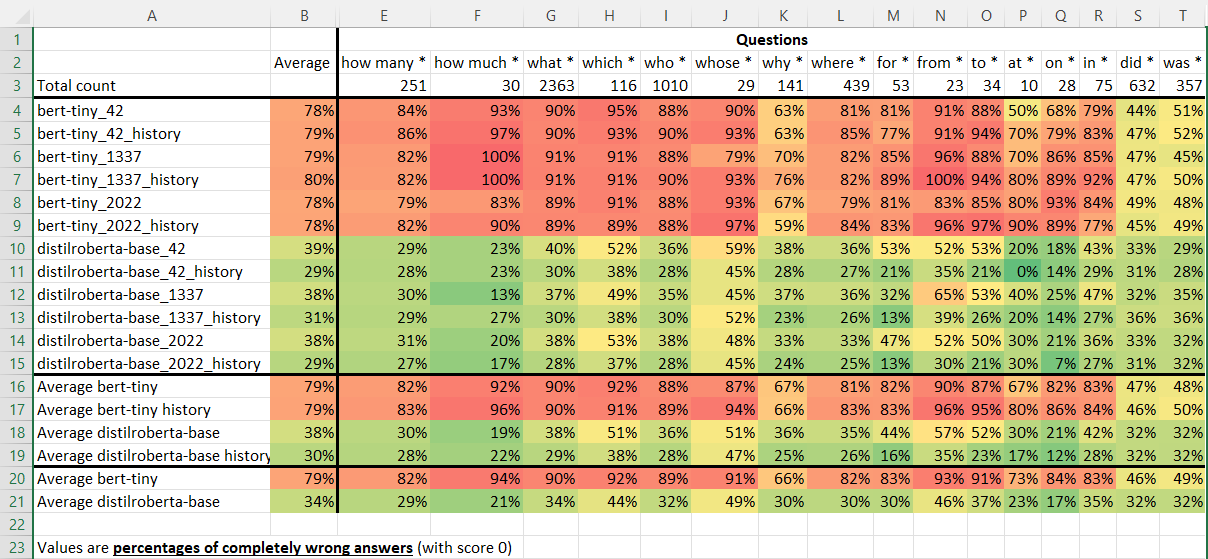 A B E F G H I J K L M N O P Q R S T
1 Questions
2 Average how many * how much * what * which * who * whose * why * where * for * from * to * at * on * in * did * was *
3 Total count 251 30 2363 116 1010 29 141 439 53 23 34 10 28 75 632 357
4 bert-tiny_42 78% 84% 93% 90% 95% 88% 90% 63% 81% 81% 91% 88% 50% 68% 79% 44% 51%
5 bert-tiny_42_history 79% 86% 97% 90% 93% 90% 93% 63% 85% 77% 91% 94% 70% 79% 83% 47% 52%
6 bert-tiny_1337 79% 82% 100% 91% 91% 88% 79% 70% 82% 85% 96% 88% 70% 86% 85% 47% 45%
7 bert-tiny_1337_history 80% 82% 100% 91% 91% 90% 93% 76% 82% 89% 100% 94% 80% 89% 92% 47% 50%
8 bert-tiny_2022 78% 79% 83% 89% 91% 88% 93% 67% 79% 81% 83% 85% 80% 93% 84% 49% 48%
9 bert-tiny_2022_history 78% 82% 90% 89% 89% 88% 97% 59% 84% 83% 96% 97% 90% 89% 77% 45% 49%
10 distilroberta-base_42 39% 29% 23% 40% 52% 36% 59% 38% 36% 53% 52% 53% 20% 18% 43% 33% 29%
11 distilroberta-base_42_history 29% 28% 23% 30% 38% 28% 45% 28% 27% 21% 35% 21% 0% 14% 29% 31% 28%
12 distilroberta-base_1337 38% 30% 13% 37% 49% 35% 45% 37% 36% 32% 65% 53% 40% 25% 47% 32% 35%
13 distilroberta-base_1337_history 31% 29% 27% 30% 38% 30% 52% 23% 26% 13% 39% 26% 20% 14% 27% 36% 36%
14 distilroberta-base_2022 38% 31% 20% 38% 53% 38% 48% 33% 33% 47% 52% 50% 30% 21% 36% 33% 32%
15 distilroberta-base_2022_history 29% 27% 17% 28% 37% 28% 45% 24% 25% 13% 30% 21% 30% 7% 27% 31% 32%
16 Average bert-tiny 79% 82% 92% 90% 92% 88% 87% 67% 81% 82% 90% 87% 67% 82% 83% 47% 48%
17 Average bert-tiny history 79% 83% 96% 90% 91% 89% 94% 66% 83% 83% 96% 95% 80% 86% 84% 46% 50%
18 Average distilroberta-base 38% 30% 19% 38% 51% 36% 51% 36% 35% 44% 57% 52% 30% 21% 42% 32% 32%
19 Average distilroberta-base history 30% 28% 22% 29% 38% 28% 47% 25% 26% 16% 35% 23% 17% 12% 28% 32% 32%
20 Average bert-tiny 79% 82% 94% 90% 92% 89% 91% 66% 82% 83% 93% 91% 73% 84% 83% 46% 49%
21 Average distilroberta-base 34% 29% 21% 34% 44% 32% 49% 30% 30% 30% 46% 37% 23% 17% 35% 32% 32%
22
23 Values are percentages of completely wrong answers (with score 0)